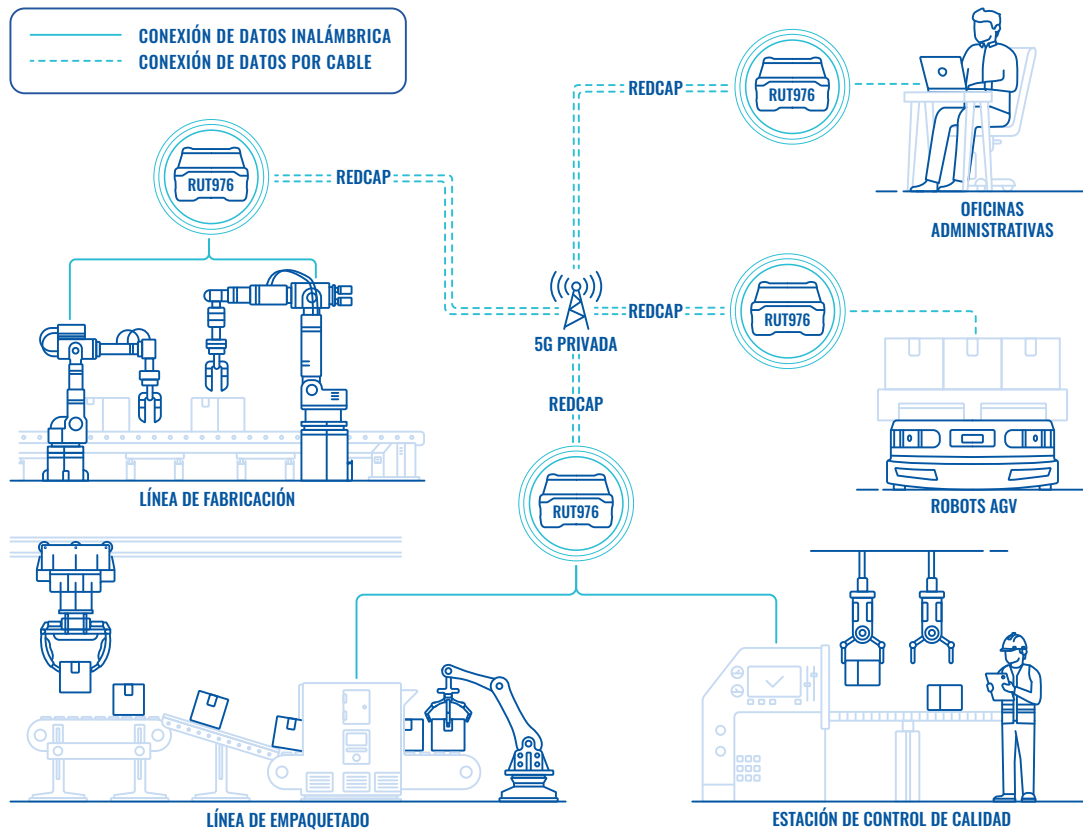 CONEXIÓN DE DATOS INALÁMBRICA
CONEXIÓN DE DATOS POR CABLE
REDCAP
RUT976
OFICINAS
ADMINISTRATIVAS
RUT976
REDCAP
5G PRIVADA
REDCAP
RUT976
ROBOTS AGV
REDCAP
RUT976
LÍNEA DE FABRICACIÓN
LÍNEA DE EMPAQUETADO
ESTACIÓN DE CONTROL DE CALIDAD